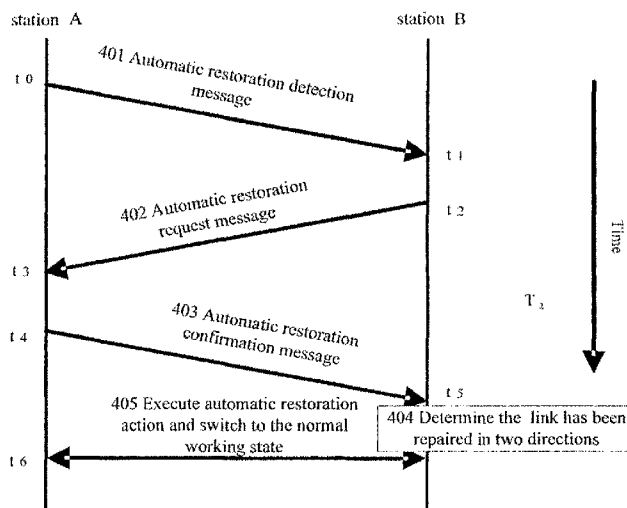 station A
station B
t 0
401 Automatic restoration detection
message
t 1
402 Automatic restoration
request message
t 2
Time
t 3
T 2
403 Automatic restoration
confirmation message
t 4
t 5
405 Execute automatic restoration
action and switch to the normal
working state
404 Determine the link has been
repaired in two directions
t 6